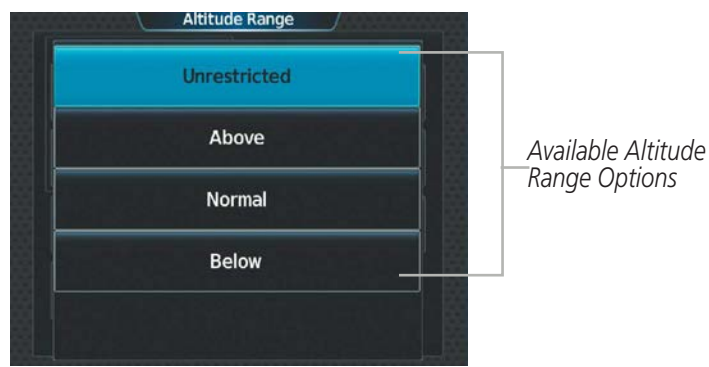 Altitude Range
Unrestricted
Above
Normal
Below
Available Altitude
Range Options